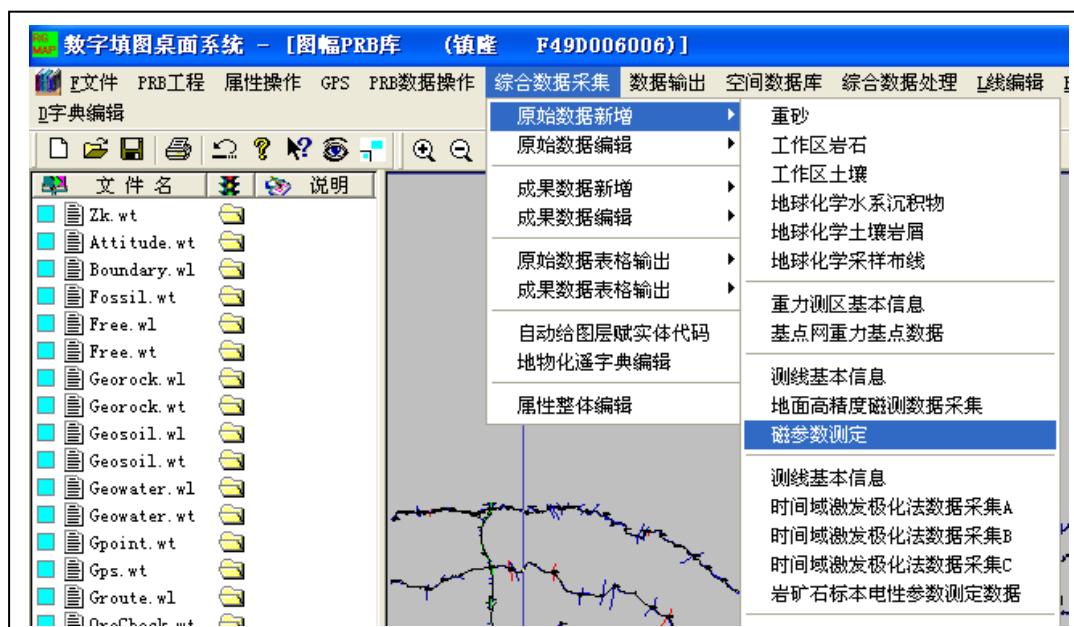 RG MAP 数字填图桌面系统 - [图幅PRB库 (镇隆 F49D006006)]
F文件 PRB工程 属性操作 GPS PRB数据操作 综合数据采集 数据输出 空间数据库 综合数据处理 L线编辑
D字典编辑
文件名 说明
Zk.wt
Attitude.wt
Boundary.wl
Fossil.wt
Free.wl
Free.wt
Georock.wl
Georock.wt
Geosoil.wl
Geosoil.wt
Geowater.wl
Geowater.wt
Gpoint.wt
Gps.wt
Groute.wl
OreCheck.wt
原始数据新增
原始数据编辑
成果数据新增
成果数据编辑
原始数据表格输出
成果数据表格输出
自动给图层赋实体代码
地物化遥字典编辑
属性整体编辑
重砂
工作区岩石
工作区土壤
地球化学水系沉积物
地球化学土壤岩屑
地球化学采样布线
重力测区基本信息
基点网重力基点数据
测线基本信息
地面高精度磁测数据采集
磁参数测定
测线基本信息
时间域激发极化法数据采集A
时间域激发极化法数据采集B
时间域激发极化法数据采集C
岩矿石标本电性参数测定数据